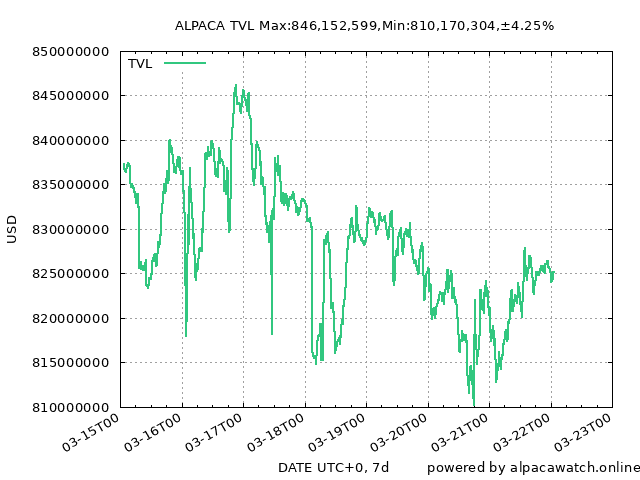 ALPACA TVL Max:846,152,599,Min:810,170,304,±4.25%
850000000
TVL
845000000
840000000
835000000
830000000
USD
825000000
820000000
815000000
810000000
03-15T00
03-16T00
03-17T00
03-18T00
03-19T00
03-20T00
03-21T00
03-22T00
03-23T00
DATE UTC+0, 7d
powered by alpacawatch.online